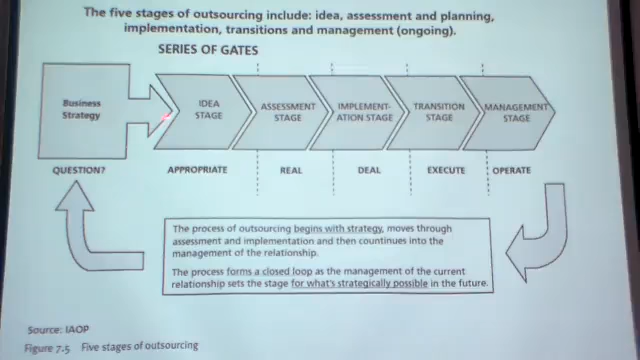 The five stages of outsourcing include: idea, assessment and planning,
implementation, transitions and management (ongoing).
SERIES OF GATES
Business
Strategy
IDEA
STAGE
ASSESSMENT
STAGE
IMPLEMENT-
ATION STAGE
TRANSITION
STAGE
MANAGEMENT
STAGE
QUESTION?
APPROPRIATE
REAL
DEAL
EXECUTE
OPERATE
The process of outsourcing begins with strategy, moves through
assessment and implementation and then countinues into the
management of the relationship.
The process forms a closed loop as the management of the current
relationship sets the stage for what's strategically possible in the future.
Source: IAOP
Figure 7.5 Five stages of outsourcing